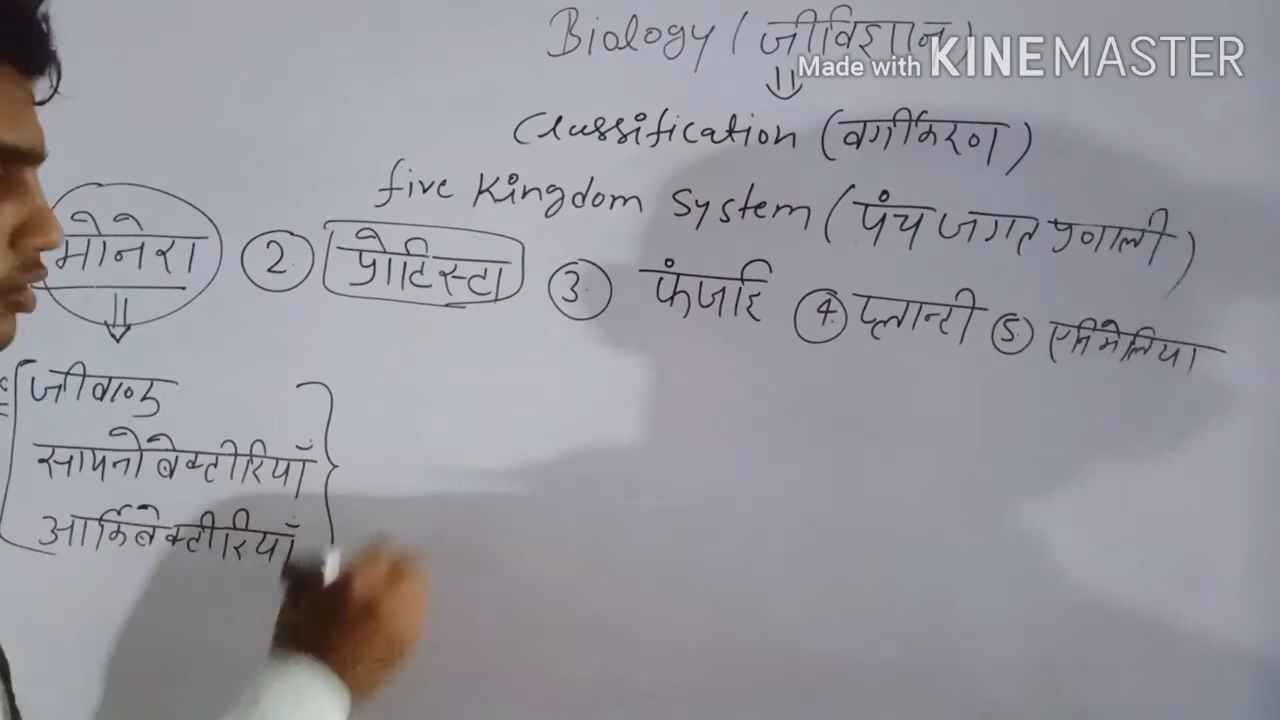 Biology (जीविज्ञान)
Made with KINEMASTER
Classification (वर्गीकरण)
five Kingdom System (पंच जगत प्रणाली)
मोनेरा 2. प्रोटिस्टा 3. फंजाई 4. प्लान्टी 5. एनिमेलिया
जीवाणु
सायनोबेक्टीरियाँ
आर्किबेक्टीरियाँ